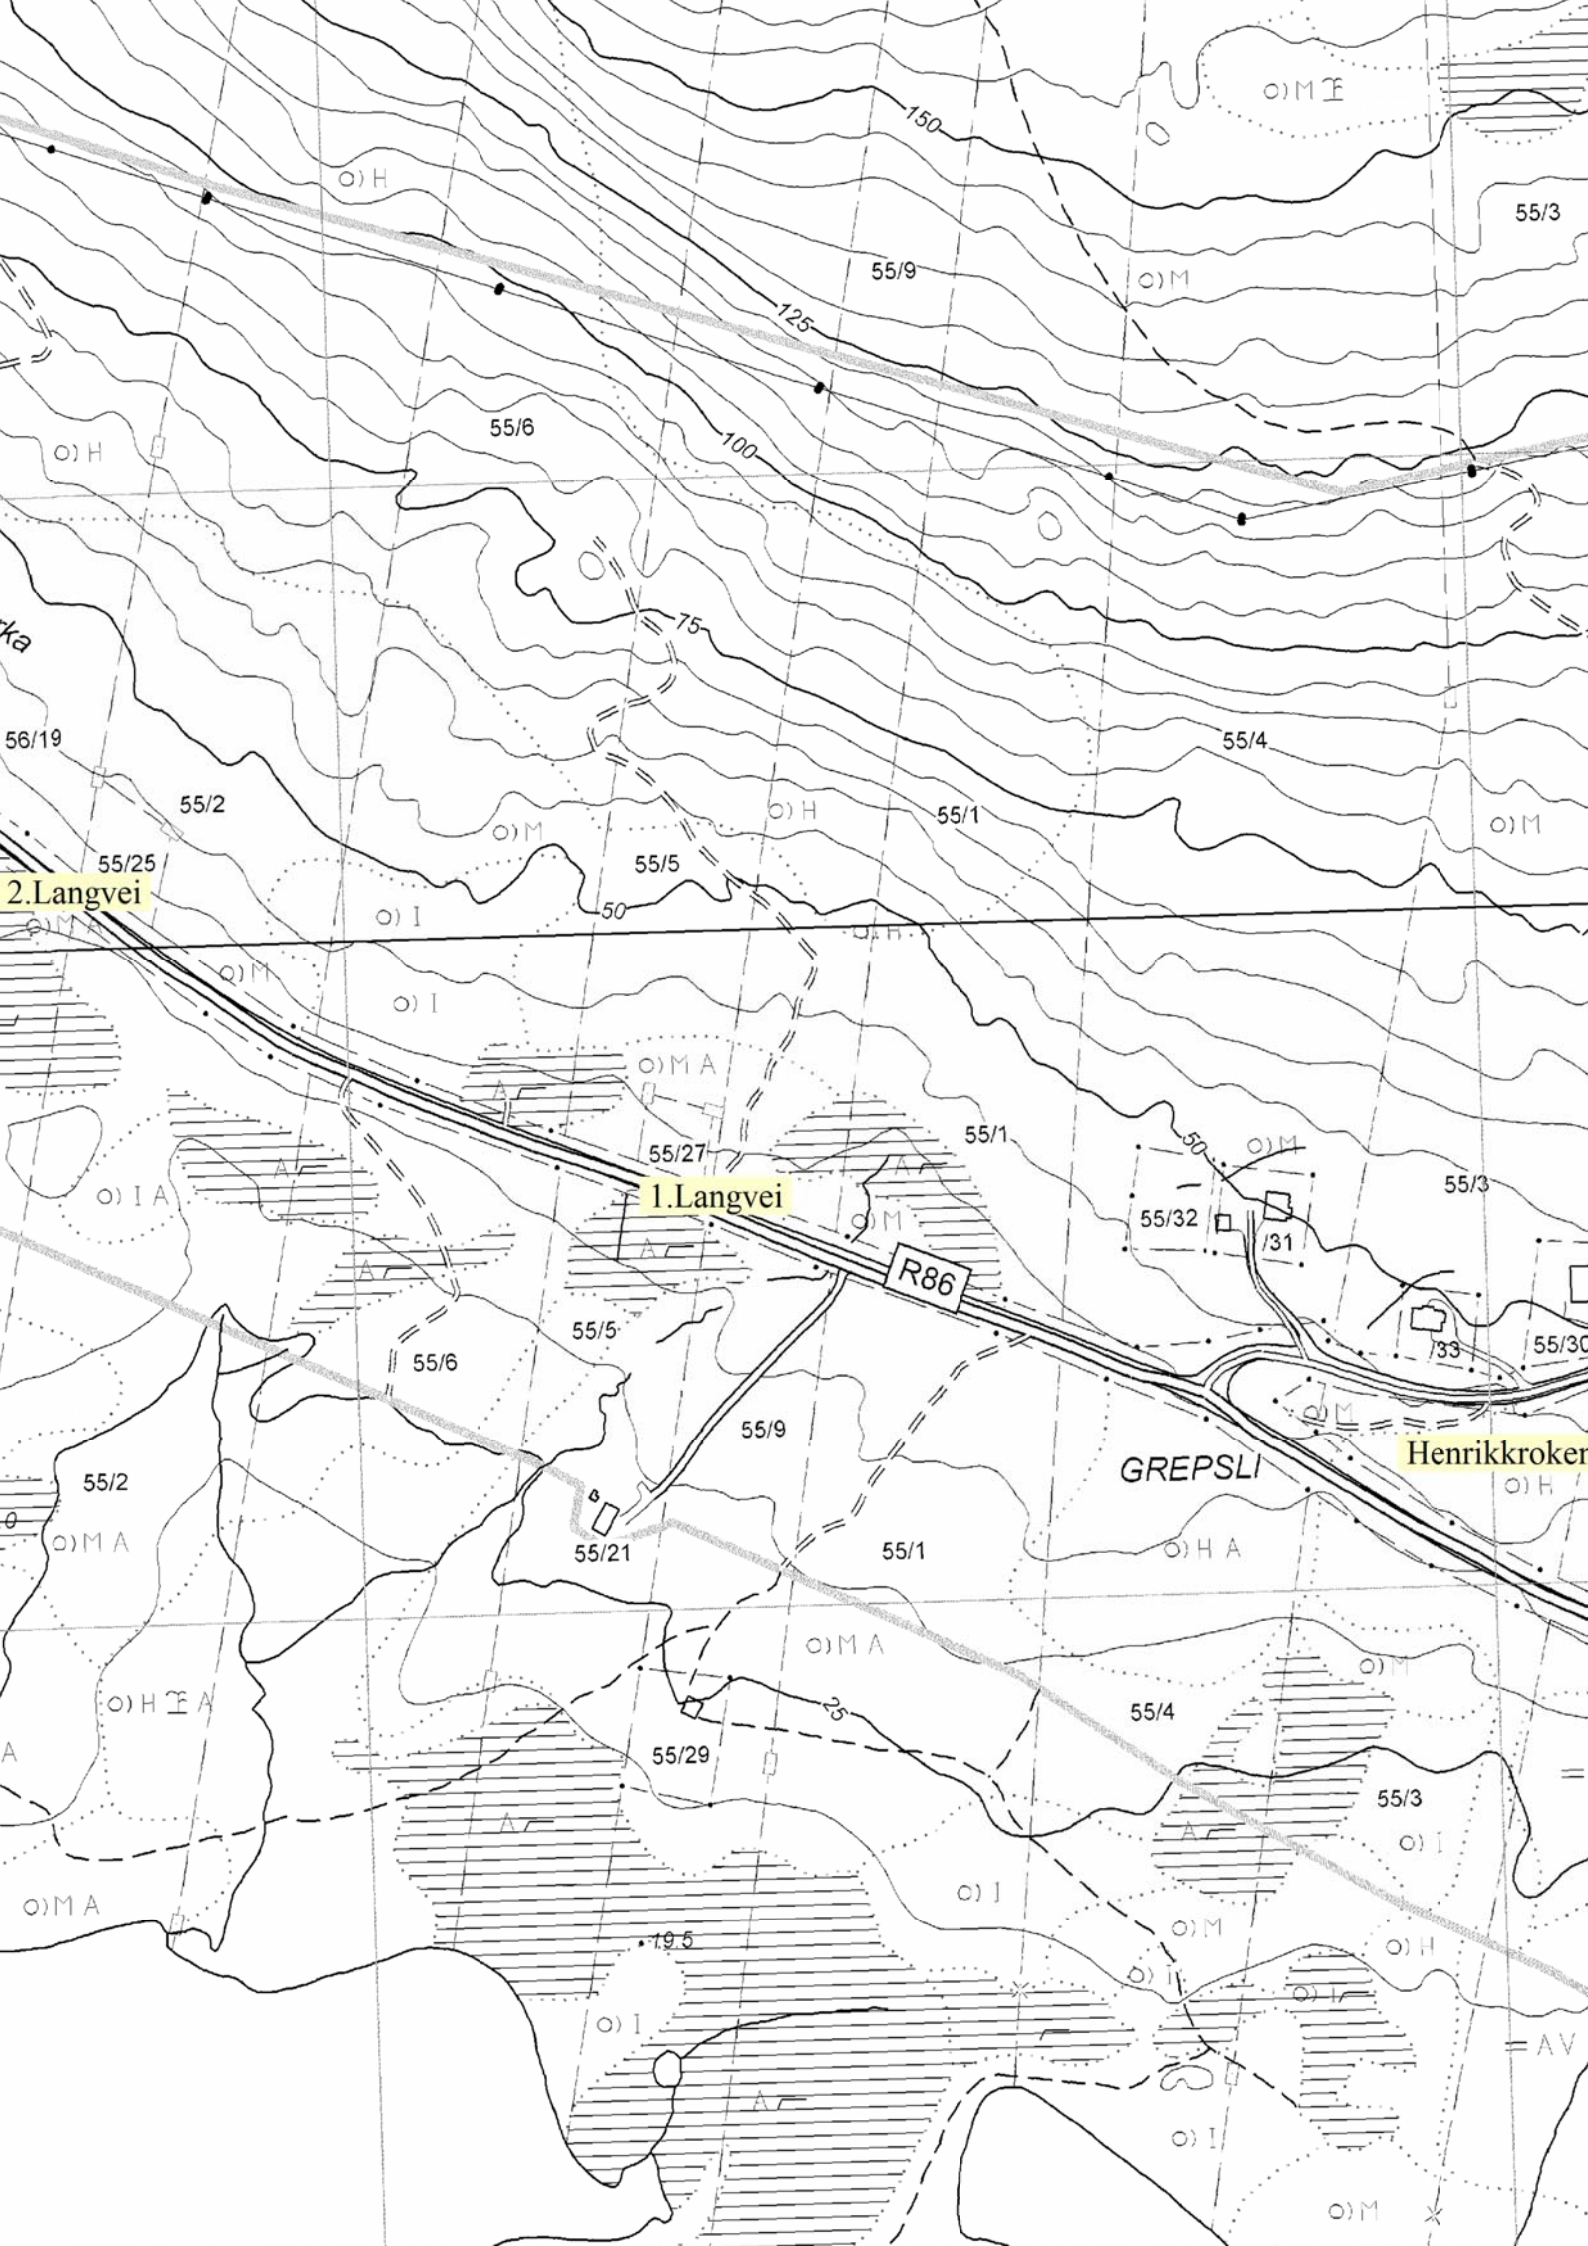 O) M
150
O) H
55/3
55/9
O) M
125
55/6
100
O) H
75
rka
56/19
55/4
55/2
O) H
55/1
O) M
O) M
55/25
55/5
2.Langvei
50
O) I
O) M A
O) H
O) M
O) I
O) M A
A
55/1
50
O) M
55/27
A
A
O) I A
55/3
1.Langvei
55/32
O) M
/31
A
A
R86
55/5
/33
55/30
55/6
O) M
55/9
Henrikkroken
GREPSLI
55/2
O) H
0
O) M A
55/21
55/1
O) H A
O) M A
O) M
O) H A
25
55/4
A
55/29
55/3
A
A
O) I
O) I
O) M A
O) M
19.5
O) H
O) I
O) I
O) I
A V
A
O) I
O) M